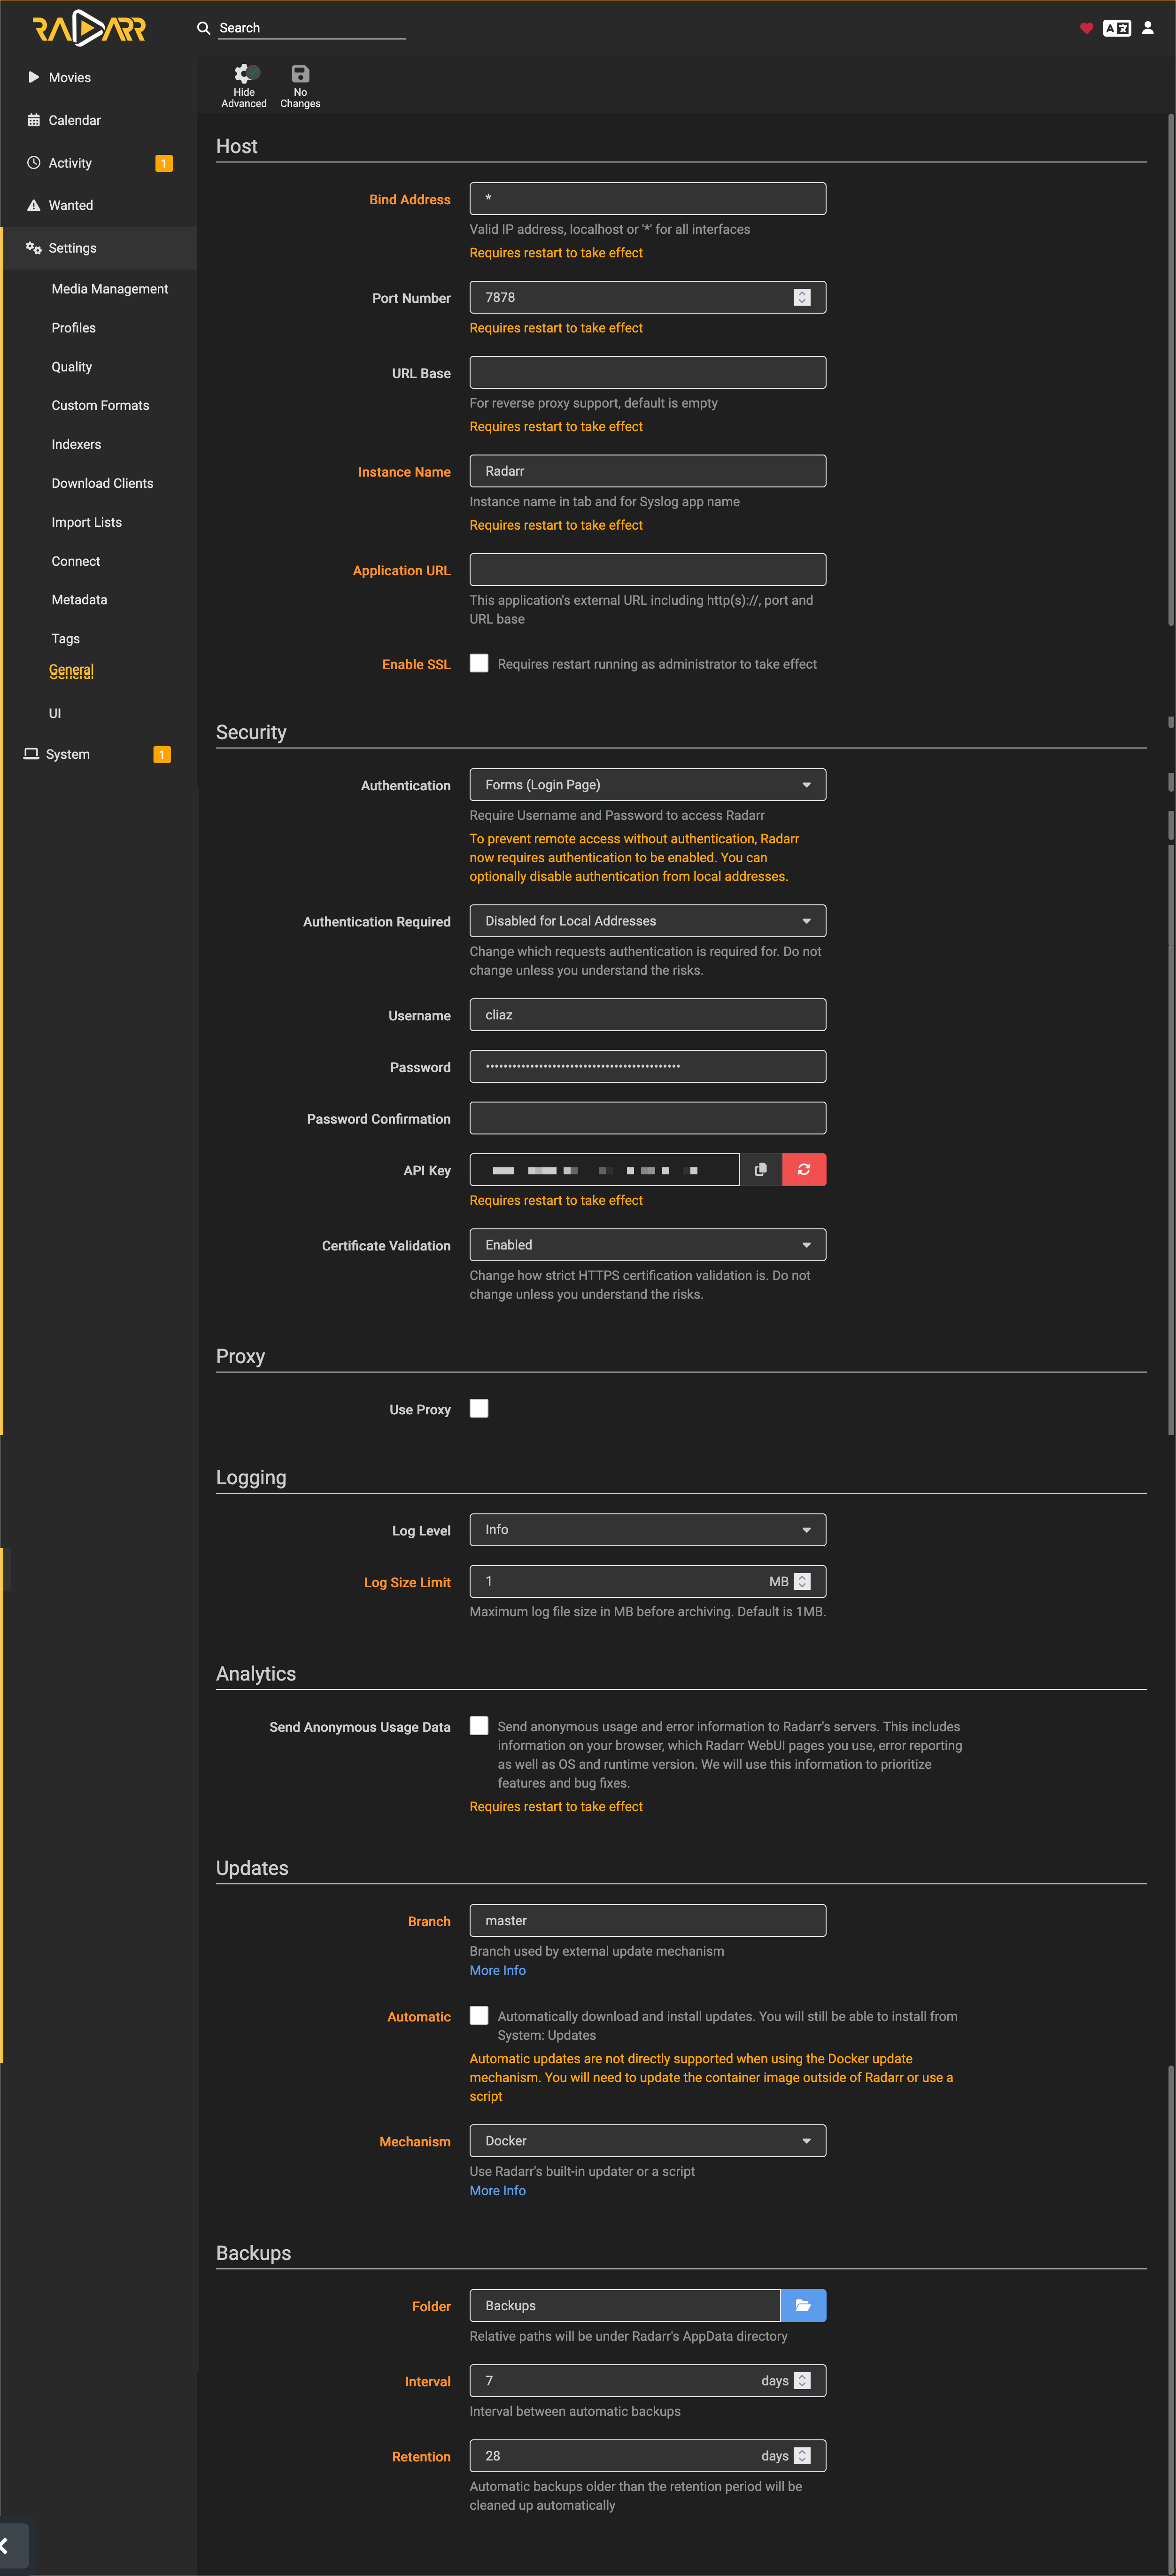 RADARR
Search
Movies
Calendar
Activity
1
Wanted
Settings
Media Management
Profiles
Quality
Custom Formats
Indexers
Download Clients
Import Lists
Connect
Metadata
Tags
General
UI
System
1
Hide
Advanced
No
Changes
Host
Bind Address
*
Valid IP address, localhost or '*' for all interfaces
Requires restart to take effect
Port Number
7878
Requires restart to take effect
URL Base
For reverse proxy support, default is empty
Requires restart to take effect
Instance Name
Radarr
Instance name in tab and for Syslog app name
Requires restart to take effect
Application URL
This application's external URL including http(s)://, port and
URL base
Enable SSL
Requires restart running as administrator to take effect
Security
Authentication
Forms (Login Page)
Require Username and Password to access Radarr
To prevent remote access without authentication, Radarr
now requires authentication to be enabled. You can
optionally disable authentication from local addresses.
Authentication Required
Disabled for Local Addresses
Change which requests authentication is required for. Do not
change unless you understand the risks.
Username
cliaz
Password
Password Confirmation
API Key
Requires restart to take effect
Certificate Validation
Enabled
Change how strict HTTPS certification validation is. Do not
change unless you understand the risks.
Proxy
Use Proxy
Logging
Log Level
Info
Log Size Limit
1
MB
Maximum log file size in MB before archiving. Default is 1MB.
Analytics
Send Anonymous Usage Data
Send anonymous usage and error information to Radarr's servers. This includes
information on your browser, which Radarr WebUI pages you use, error reporting
as well as OS and runtime version. We will use this information to prioritize
features and bug fixes.
Requires restart to take effect
Updates
Branch
master
Branch used by external update mechanism
More Info
Automatic
Automatically download and install updates. You will still be able to install from
System: Updates
Automatic updates are not directly supported when using the Docker update
mechanism. You will need to update the container image outside of Radarr or use a
script
Mechanism
Docker
Use Radarr's built-in updater or a script
More Info
Backups
Folder
Backups
Relative paths will be under Radarr's AppData directory
Interval
7
days
Interval between automatic backups
Retention
28
days
Automatic backups older than the retention period will be
cleaned up automatically